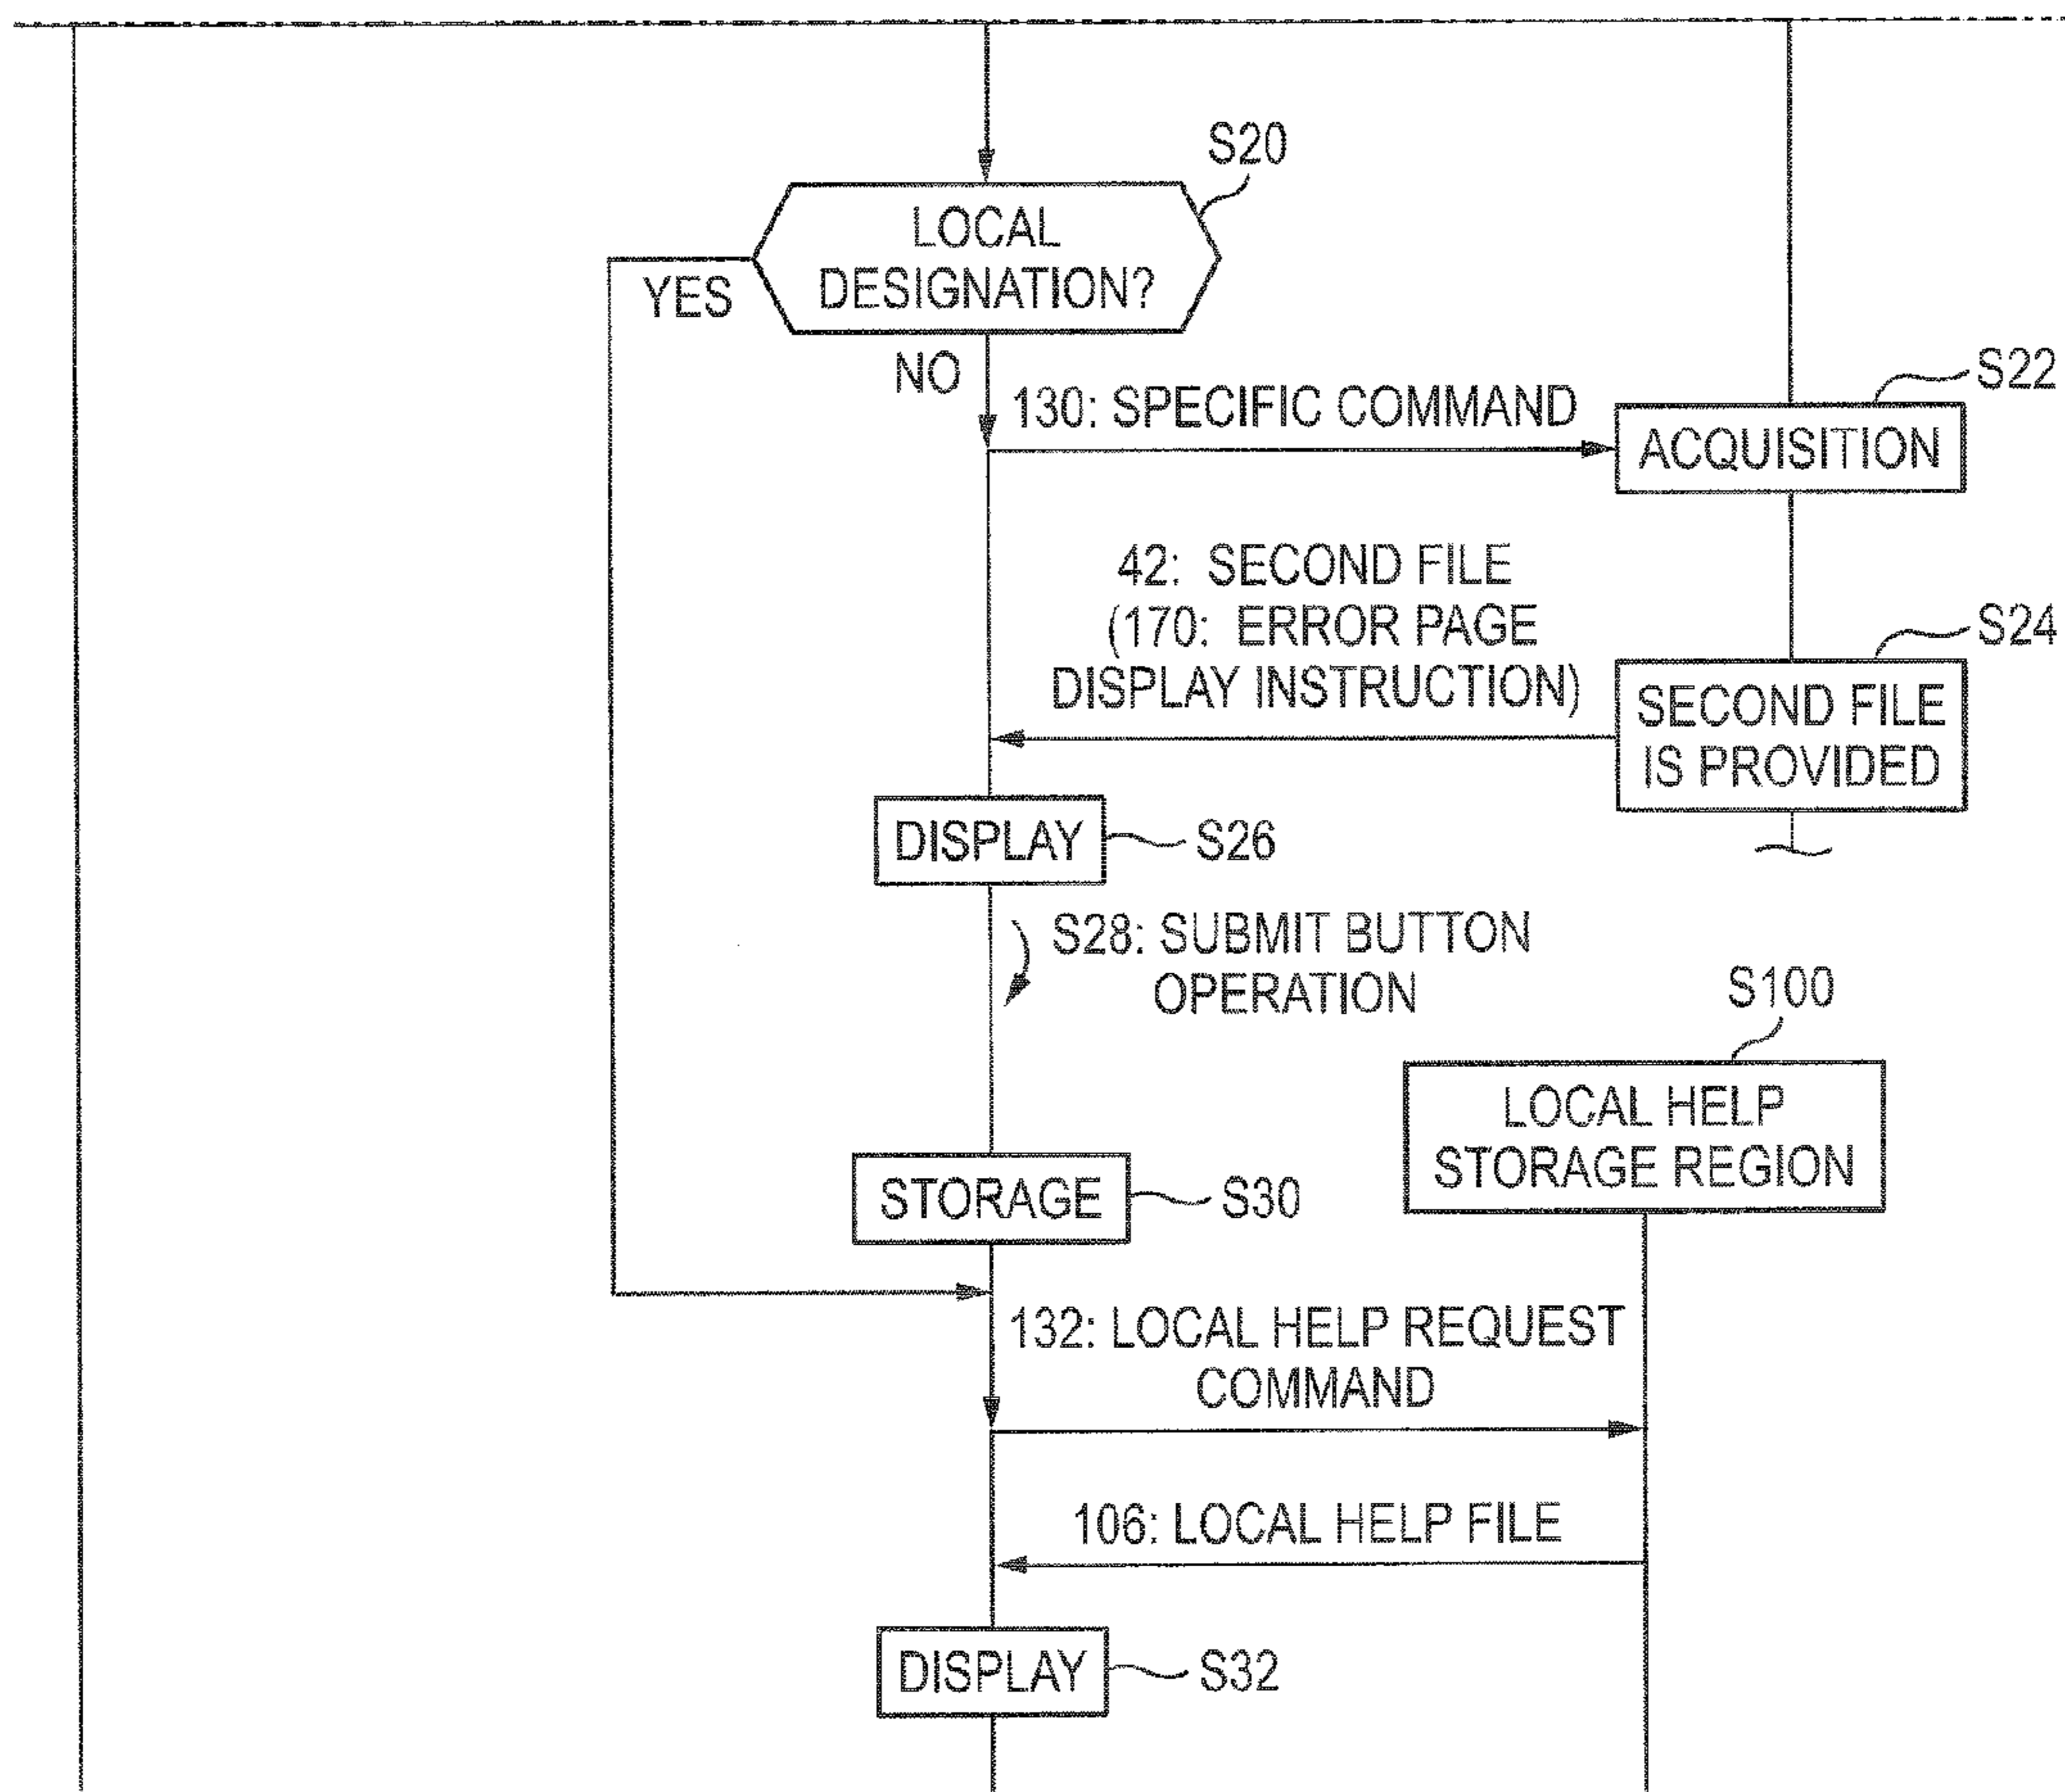 S20
LOCAL
DESIGNATION?
YES
NO
S22
130: SPECIFIC COMMAND
ACQUISITION
42: SECOND FILE
(170: ERROR PAGE
DISPLAY INSTRUCTION)
S24
SECOND FILE
IS PROVIDED
DISPLAY
S26
S28: SUBMIT BUTTON
OPERATION
S100
LOCAL HELP
STORAGE REGION
STORAGE
S30
132: LOCAL HELP REQUEST
COMMAND
106: LOCAL HELP FILE
DISPLAY
S32